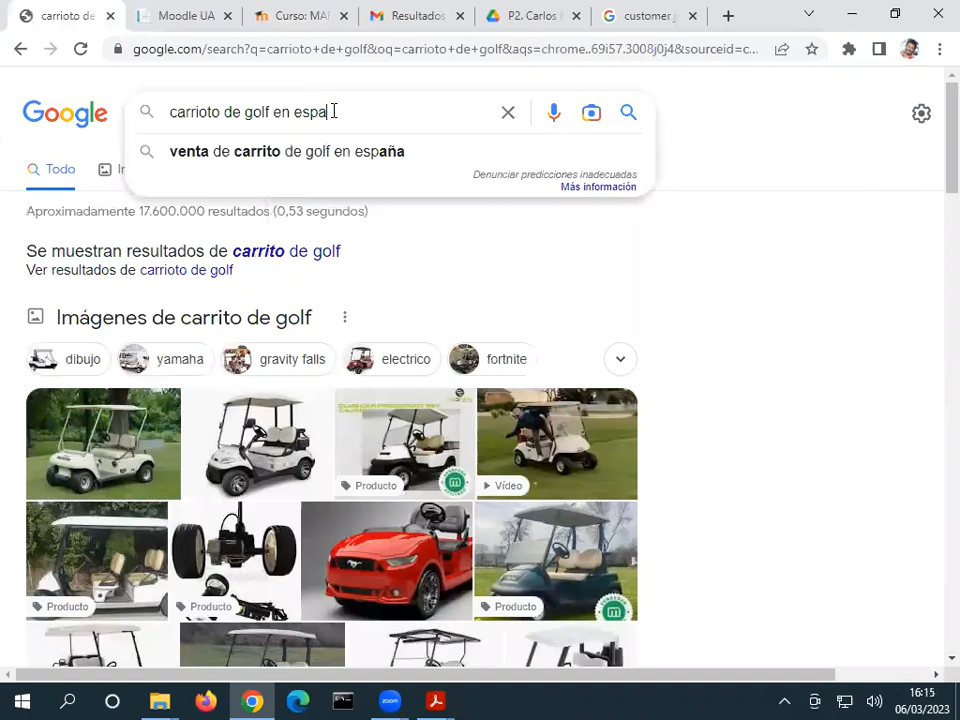 carrioto de
Moodle UA
Curso: MAI
Resultados
P2. Carlos M
customer j
google.com/search?q=carrioto+de+golf&oq=carrioto+de+golf&aqs=chrome..69i57.3008j0j4&sourceid=c...
Google
carrioto de golf en espa
venta de carrito de golf en españa
Denunciar predicciones inadecuadas
Más información
Todo
Aproximadamente 17.600.000 resultados (0,53 segundos)
Se muestran resultados de carrito de golf
Ver resultados de carrioto de golf
Imágenes de carrito de golf
dibujo
yamaha
gravity falls
electrico
fortnite
Producto
Vídeo
Producto
Producto
Producto
zoom
16:15
06/03/2023